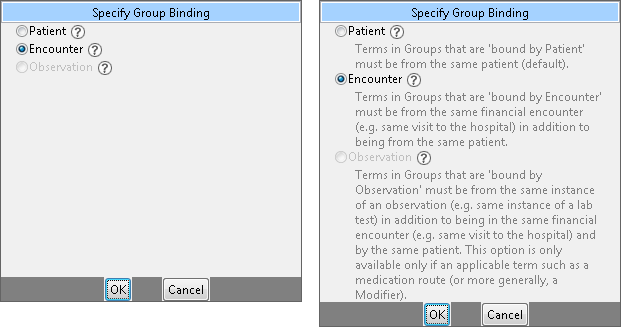 Specify Group Binding
Patient ?
Encounter ?
Observation ?
OK Cancel
Specify Group Binding
Patient ?
Terms in Groups that are 'bound by Patient'
must be from the same patient (default).
Encounter ?
Terms in Groups that are 'bound by Encounter'
must be from the same financial encounter
(e.g. same visit to the hospital) in addition to
being from the same patient.
Observation ?
Terms in Groups that are 'bound by
Observation' must be from the same instance
of an observation (e.g. same instance of a lab
test) in addition to being in the same financial
encounter (e.g. same visit to the hospital) and
by the same patient. This option is only
available only if an applicable term such as a
medication route (or more generally, a
Modifier).
OK Cancel